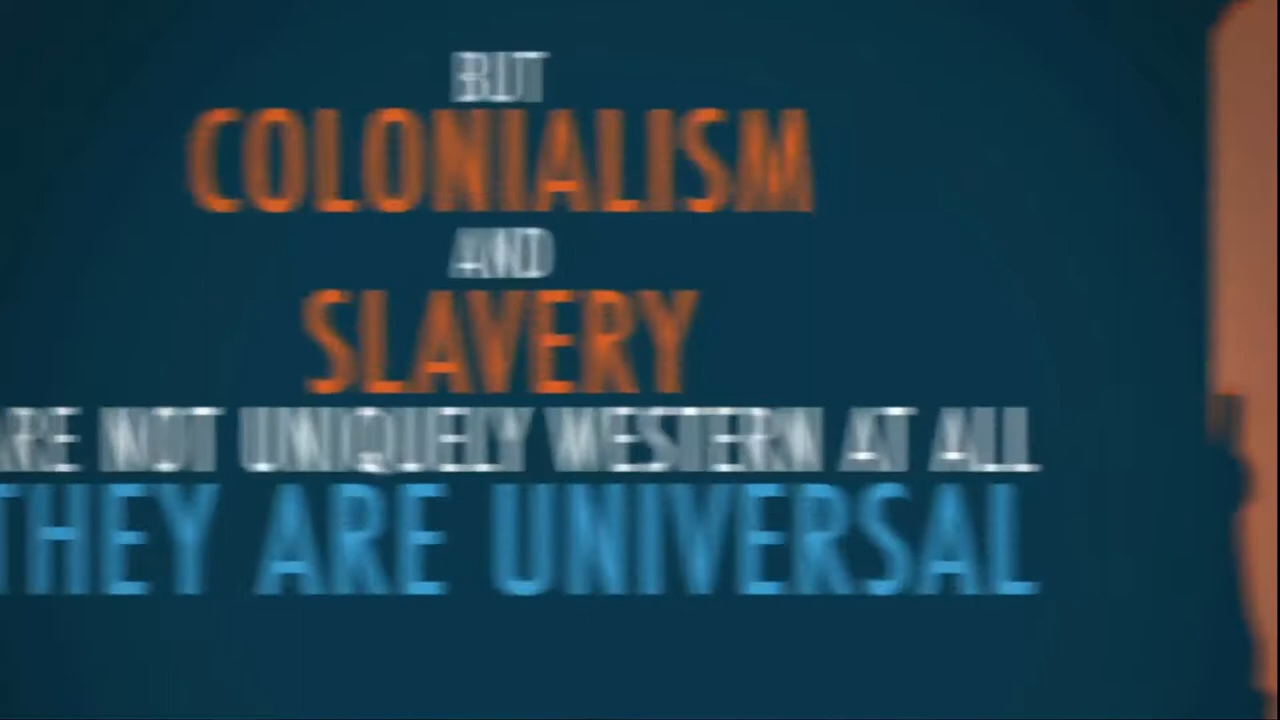 BUT
COLONIALISM
AND
SLAVERY
ARE NOT UNIQUELY WESTERN AT ALL
THEY ARE UNIVERSAL